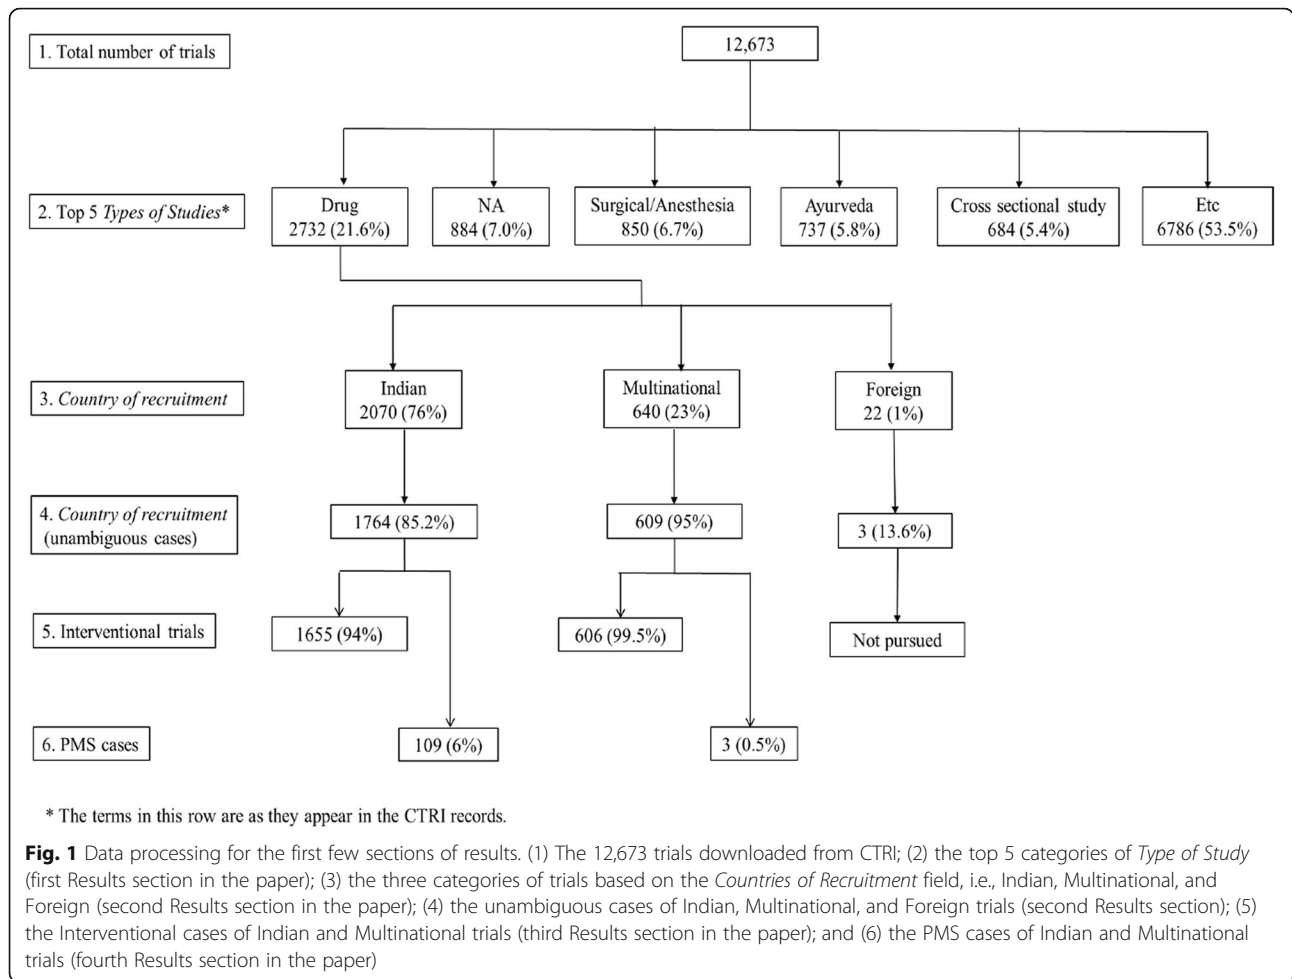 1. Total number of trials
12,673
2. Top 5 Types of Studies*
Drug
2732 (21.6%)
NA
884 (7.0%)
Surgical/Anesthesia
850 (6.7%)
Ayurveda
737 (5.8%)
Cross sectional study
684 (5.4%)
Etc
6786 (53.5%)
3. Country of recruitment
Indian
2070 (76%)
Multinational
640 (23%)
Foreign
22 (1%)
4. Country of recruitment
(unambiguous cases)
1764 (85.2%)
609 (95%)
3 (13.6%)
5. Interventional trials
1655 (94%)
606 (99.5%)
Not pursued
6. PMS cases
109 (6%)
3 (0.5%)
* The terms in this row are as they appear in the CTRI records.
Fig. 1 Data processing for the first few sections of results. (1) The 12,673 trials downloaded from CTRI; (2) the top 5 categories of Type of Study
(first Results section in the paper); (3) the three categories of trials based on the Countries of Recruitment field, i.e., Indian, Multinational, and
Foreign (second Results section in the paper); (4) the unambiguous cases of Indian, Multinational, and Foreign trials (second Results section); (5)
the Interventional cases of Indian and Multinational trials (third Results section in the paper); and (6) the PMS cases of Indian and Multinational
trials (fourth Results section in the paper)